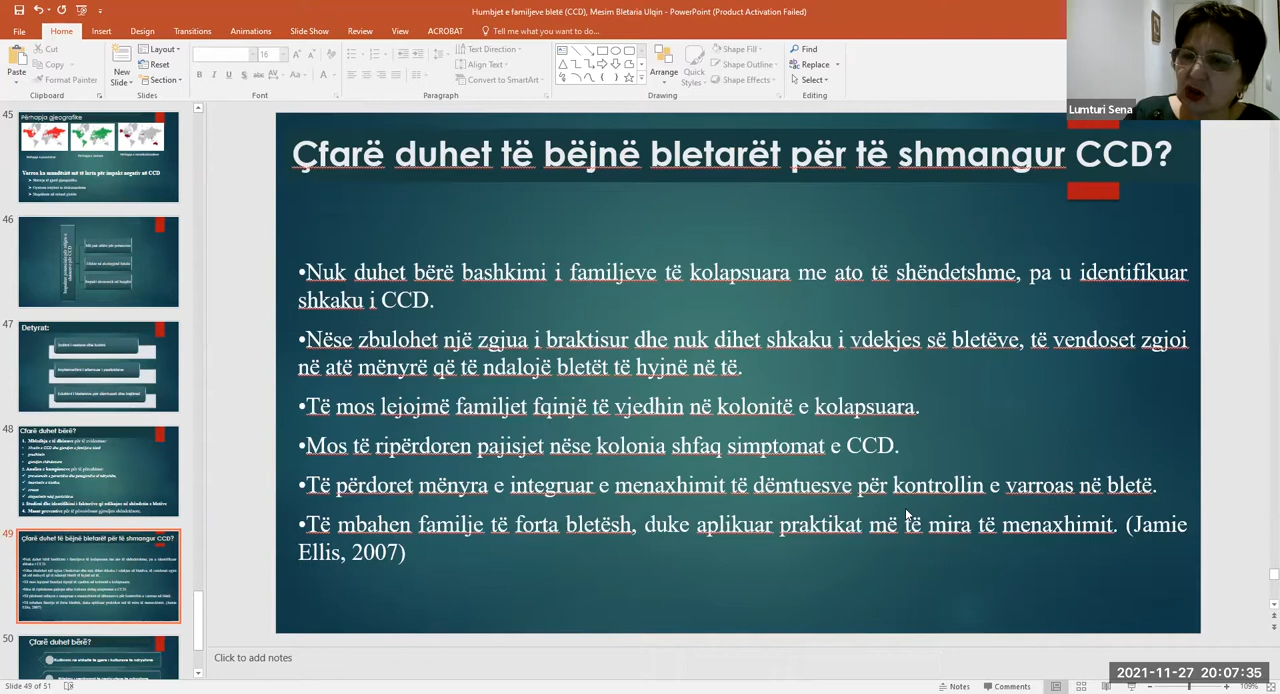 Humbjet e familjeve bletë (CCD), Mesim Bletaria Ulqin - PowerPoint (Product Activation Failed)
File Home Insert Design Transitions Animations Slide Show Review View ACROBAT Tell me what you want to do...
Paste
Cut
Copy
Format Painter
Clipboard
New
Slide
Layout
Reset
Section
Slides
16
Font
Text Direction
Align Text
Convert to SmartArt
Paragraph
Arrange
Quick
Styles
Shape Fill
Shape Outline
Shape Effects
Drawing
Find
Replace
Select
Editing
Lumturi Sena
45
46
47
Detyrat:
48
Çfarë duhet bërë?
49
Çfarë duhet të bëjnë bletarët për të shmangur CCD?
50
Çfarë duhet bërë?
Çfarë duhet të bëjnë bletarët për të shmangur CCD?
•Nuk duhet bërë bashkimi i familjeve të kolapsuara me ato të shëndetshme, pa u identifikuar
shkaku i CCD.
•Nëse zbulohet një zgjua i braktisur dhe nuk dihet shkaku i vdekjes së bletëve, të vendoset zgjoi
në atë mënyrë që të ndalojë bletët të hyjnë në të.
•Të mos lejojmë familjet fqinjë të vjedhin në kolonitë e kolapsuara.
•Mos të ripërdoren pajisjet nëse kolonia shfaq simptomat e CCD.
•Të përdoret mënyra e integruar e menaxhimit të dëmtuesve për kontrollin e varroas në bletë.
•Të mbahen familje të forta bletësh, duke aplikuar praktikat më të mira të menaxhimit. (Jamie
Ellis, 2007)
Click to add notes
Slide 49 of 51
Notes
Comments
109%
2021-11-27 20:07:35